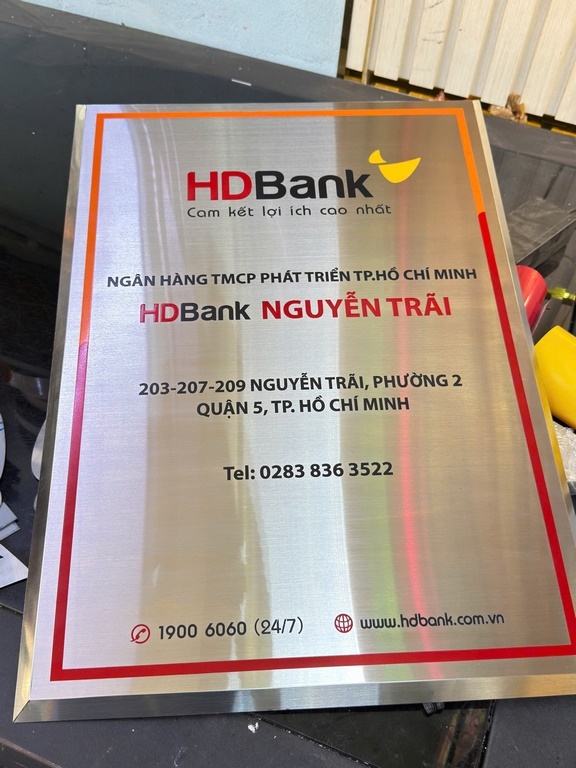 HDBank
Cam kết lợi ích cao nhất
NGÂN HÀNG TMCP PHÁT TRIỂN TP.HỒ CHÍ MINH
HDBank NGUYỄN TRÃI
203-207-209 NGUYỄN TRÃI, PHƯỜNG 2
QUẬN 5, TP. HỒ CHÍ MINH
Tel: 0283 836 3522
1900 6060 (24/7) www.hdbank.com.vn